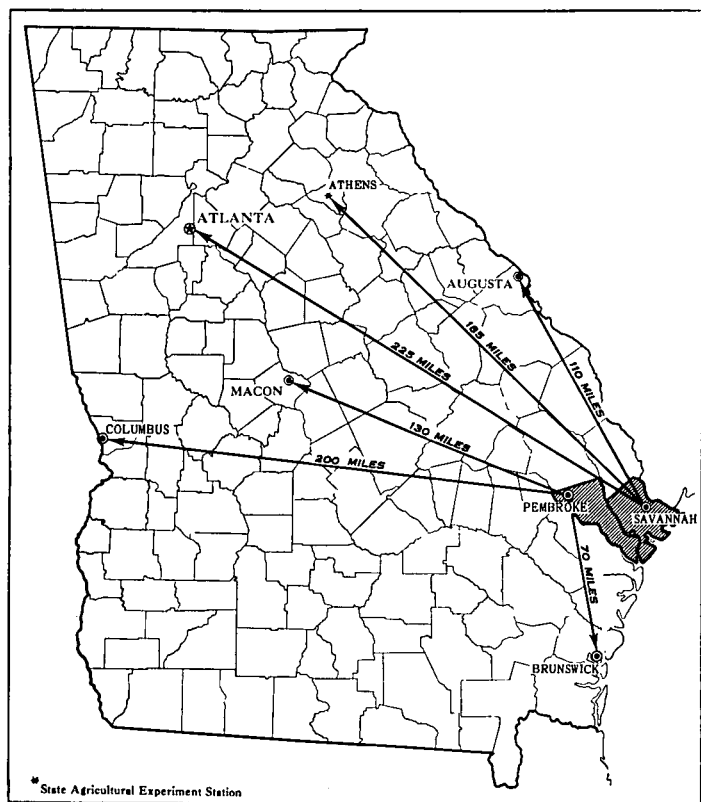 ATHENS
ATLANTA
AUGUSTA
185 MILES
225 MILES
110 MILES
MACON
COLUMBUS
130 MILES
200 MILES
PEMBROKE
SAVANNAH
70 MILES
BRUNSWICK
* State Agricultural Experiment Station